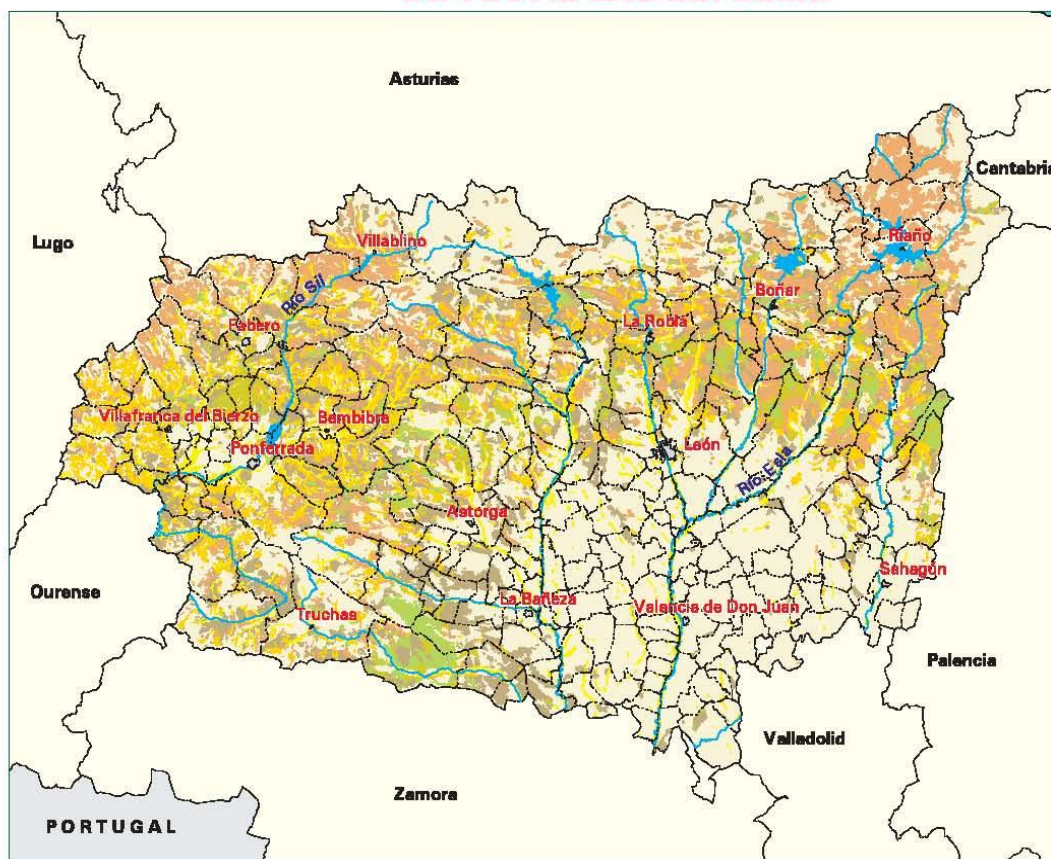 Asturias
Cantabria
Lugo
Villablino
Riaño
Río Sil
Boñar
Fabero
La Robla
Villafranca del Bierzo
Bembibre
Ponferrada
León
Río Esla
Astorga
Sahagún
Ourense
La Bañeza
Valencia de Don Juan
Truchas
Palencia
Valladolid
Zamora
PORTUGAL